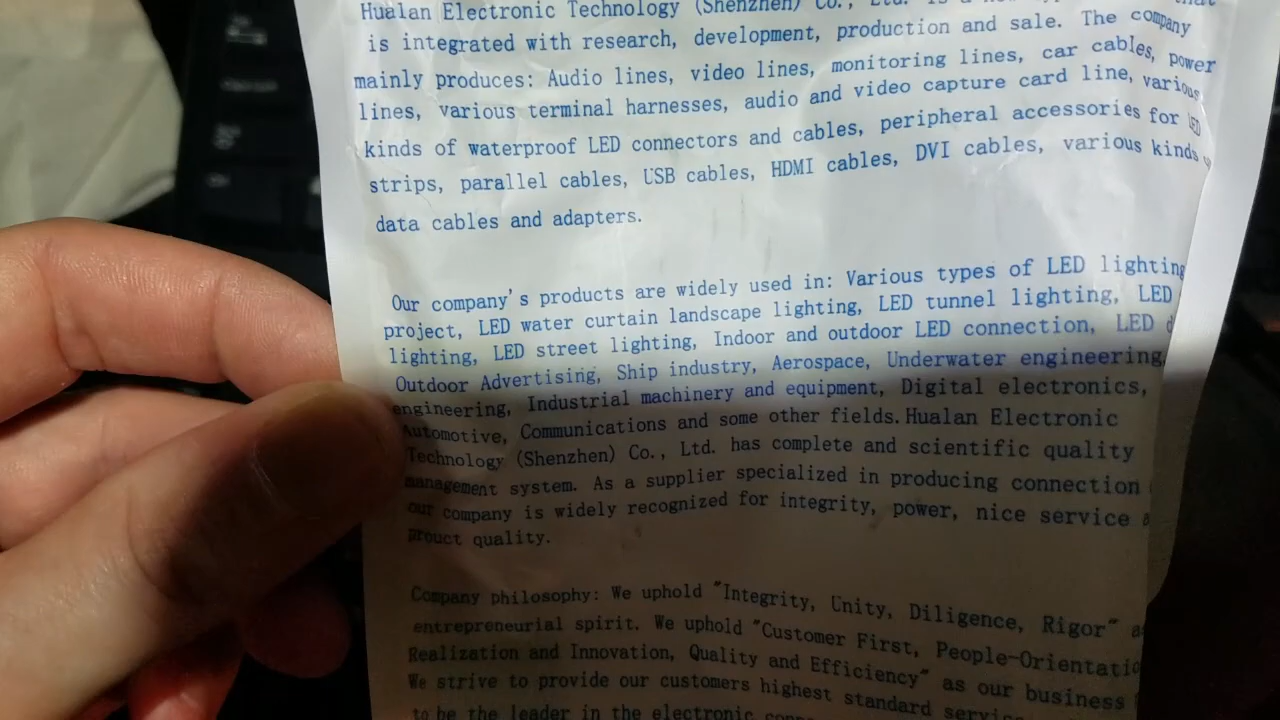 Hualan Electronic Technology (Shenzhen) Co., Ltd. is a that
is integrated with research, development, production and sale. The company
mainly produces: Audio lines, video lines, monitoring lines, car cables, power
lines, various terminal harnesses, audio and video capture card line, various
kinds of waterproof LED connectors and cables, peripheral accessories for LED
strips, parallel cables, USB cables, HDMI cables, DVI cables, various kinds
data cables and adapters.
Our company's products are widely used in: Various types of LED lighting
project, LED water curtain landscape lighting, LED tunnel lighting, LED
lighting, LED street lighting, Indoor and outdoor LED connection, LED
Outdoor Advertising, Ship industry, Aerospace, Underwater engineering
engineering, Industrial machinery and equipment, Digital electronics,
Automotive, Communications and some other fields. Hualan Electronic
Technology (Shenzhen) Co., Ltd. has complete and scientific quality
management system. As a supplier specialized in producing connection
our company is widely recognized for integrity, power, nice service
prouct quality.
Company philosophy: We uphold "Integrity, Unity, Diligence, Rigor"
entrepreneurial spirit. We uphold "Customer First, People-Orientatio
Realization and Innovation, Quality and Efficiency" as our business
We strive to provide our customers highest standard
to be the leader in the electronic